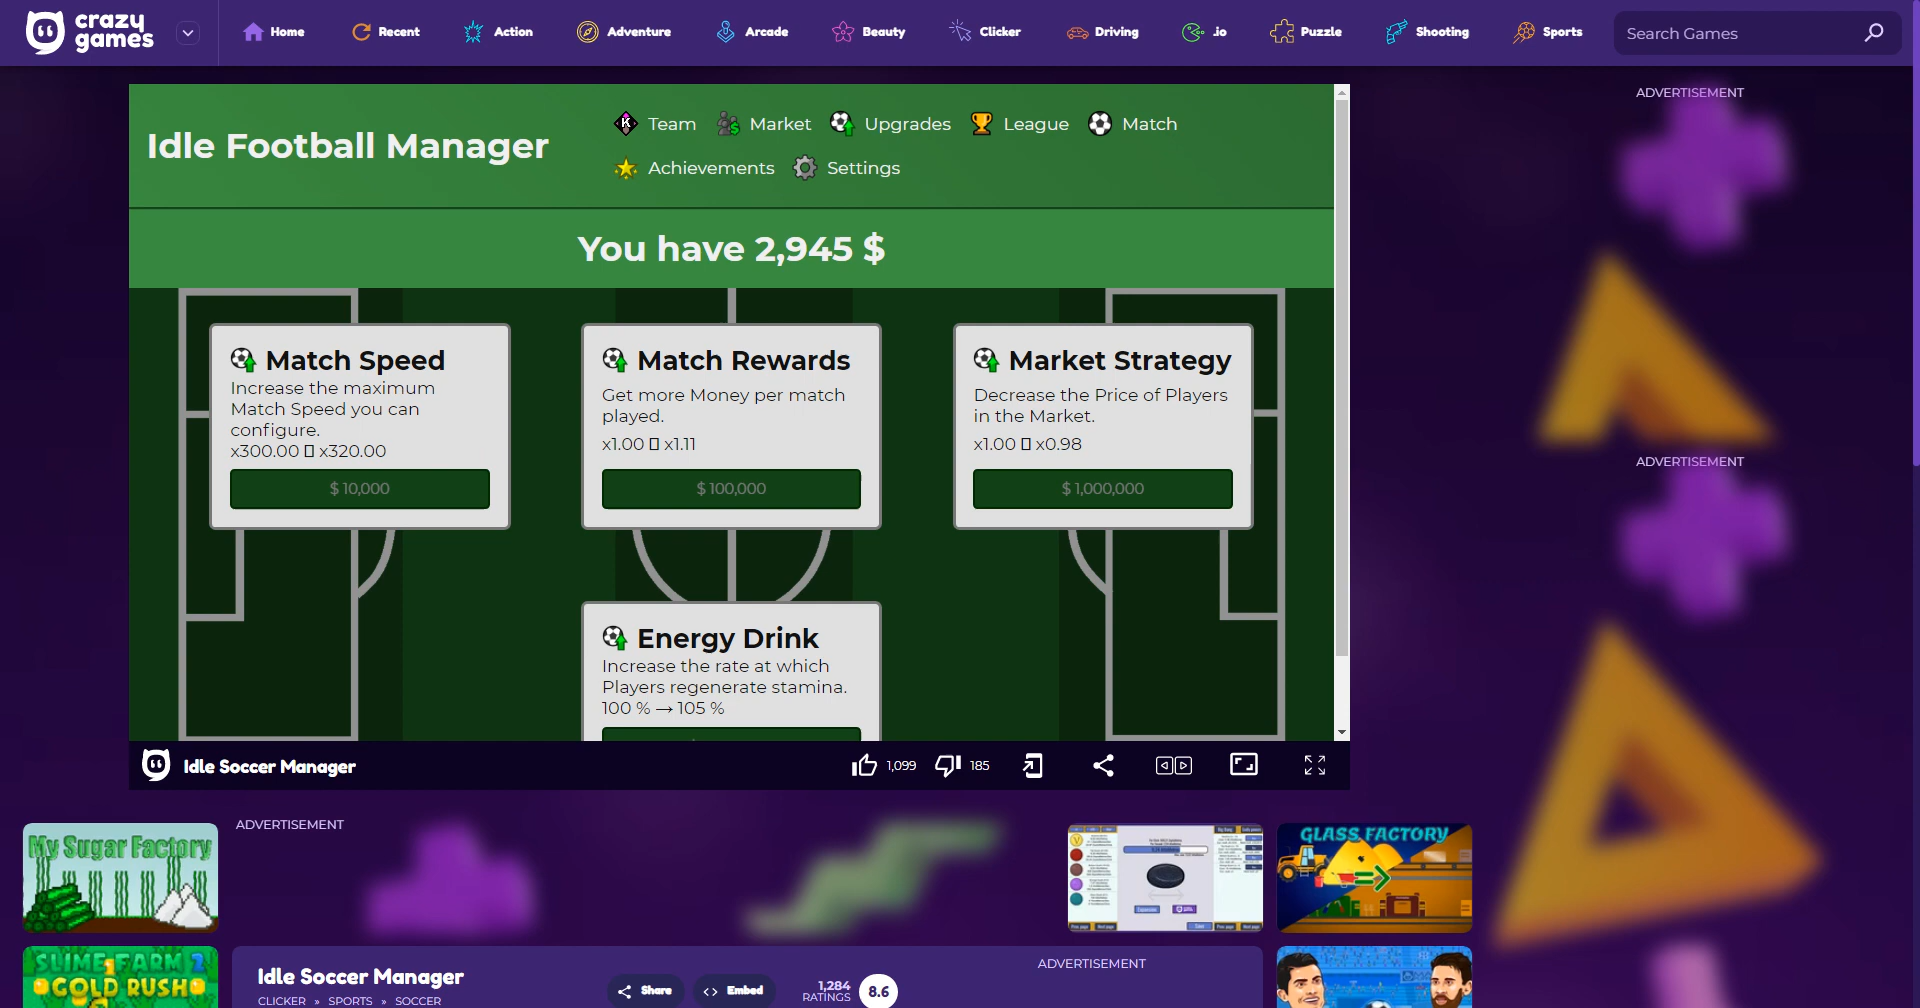 crazy games
Home
Recent
Action
Adventure
Arcade
Beauty
Clicker
Driving
.io
Puzzle
Shooting
Sports
Search Games
ADVERTISEMENT
Idle Football Manager
K
Team
Market
Upgrades
League
Match
Achievements
Settings
You have 2,945 $
Match Speed
Increase the maximum
Match Speed you can
configure.
x300.00 ▯ x320.00
$ 10,000
Match Rewards
Get more Money per match
played.
x1.00 ▯ x1.11
$ 100,000
Market Strategy
Decrease the Price of Players
in the Market.
x1.00 ▯ x0.98
$ 1,000,000
ADVERTISEMENT
Energy Drink
Increase the rate at which
Players regenerate stamina.
100 % → 105 %
Idle Soccer Manager
1,099
185
My Sugar Factory
ADVERTISEMENT
GLASS FACTORY
SLIME FARM 2
GOLD RUSH
Idle Soccer Manager
CLICKER » SPORTS » SOCCER
Share
Embed
1,284
RATINGS
8.6
ADVERTISEMENT